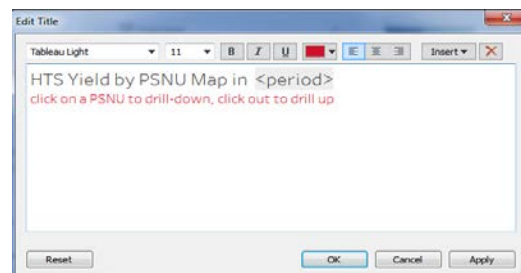 Edit Title
Tableau Light 11 B I U Insert
HTS Yield by PSNU Map in <period>
click on a PSNU to drill-down, click out to drill up
Reset OK Cancel Apply